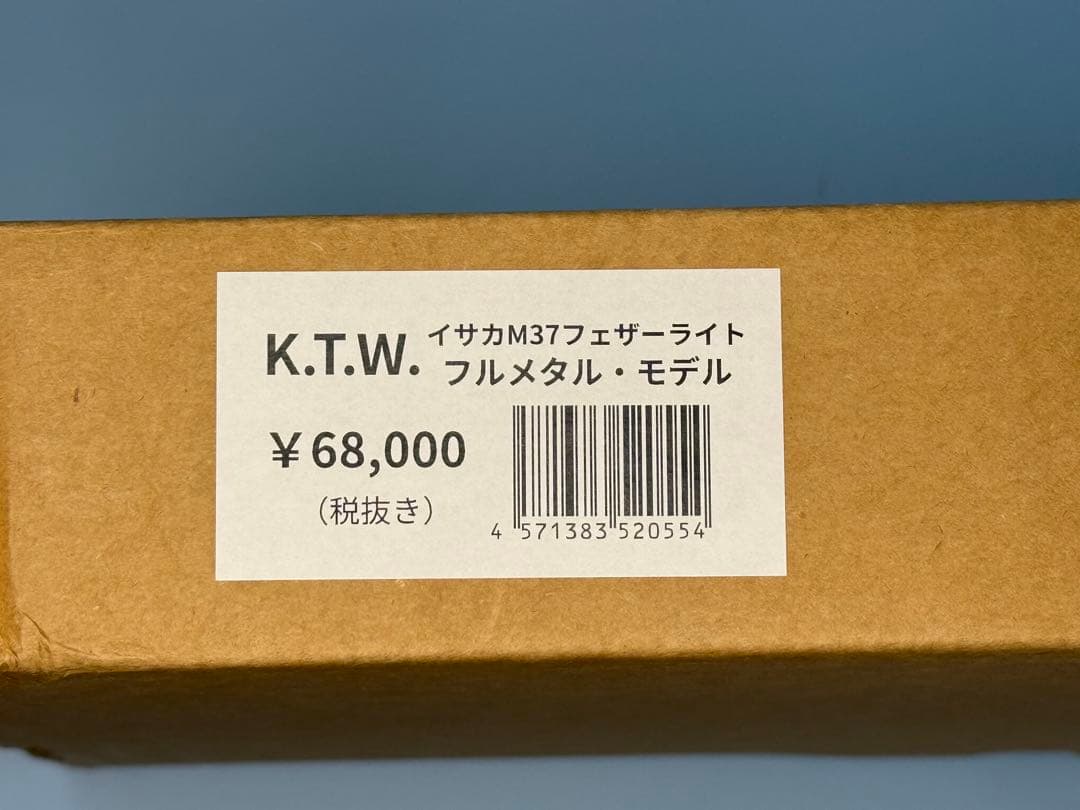 K.T.W. イサカM37フェザーライト
フルメタル・モデル
¥68,000
（税抜き）
4 571383 520554